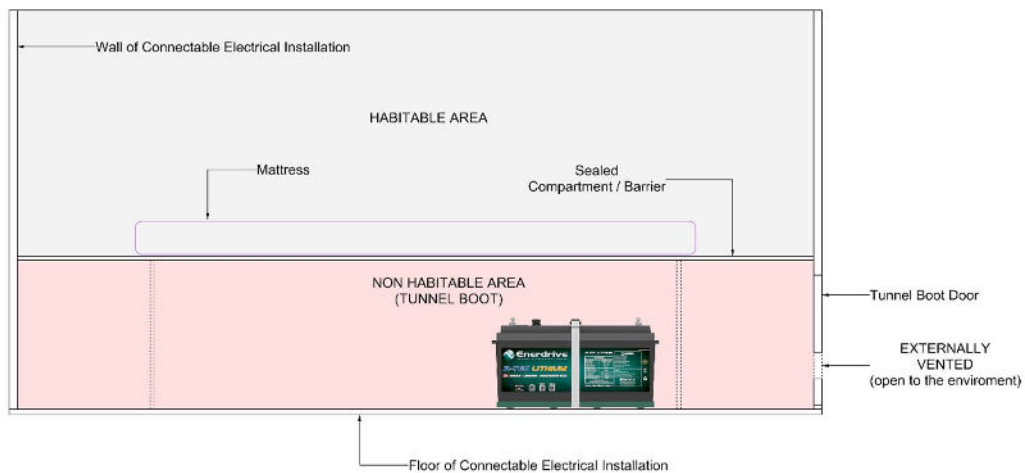 Wall of Connectable Electrical Installation
HABITABLE AREA
Mattress
Sealed
Compartment / Barrier
NON HABITABLE AREA
(TUNNEL BOOT)
Tunnel Boot Door
Enerdrive
LITHIUM
EXTERNALLY
VENTED
(open to the enviroment)
Floor of Connectable Electrical Installation